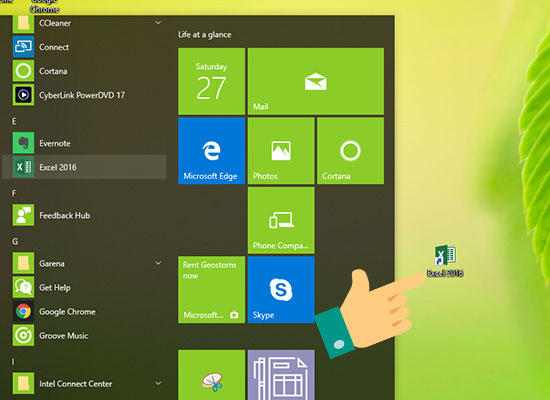 Google
Chrome
CCleaner
Connect
Cortana
CyberLink PowerDVD 17
E
Evernote
Excel 2016
F
Feedback Hub
G
Garena
Get Help
Google Chrome
Groove Music
I
Intel Connect Center
Life at a glance
Saturday
27
Mail
Microsoft Edge
Photos
Cortana
Phone Compa...
Rent Geostorm
now
Microsoft...
Skype
Excel 2016